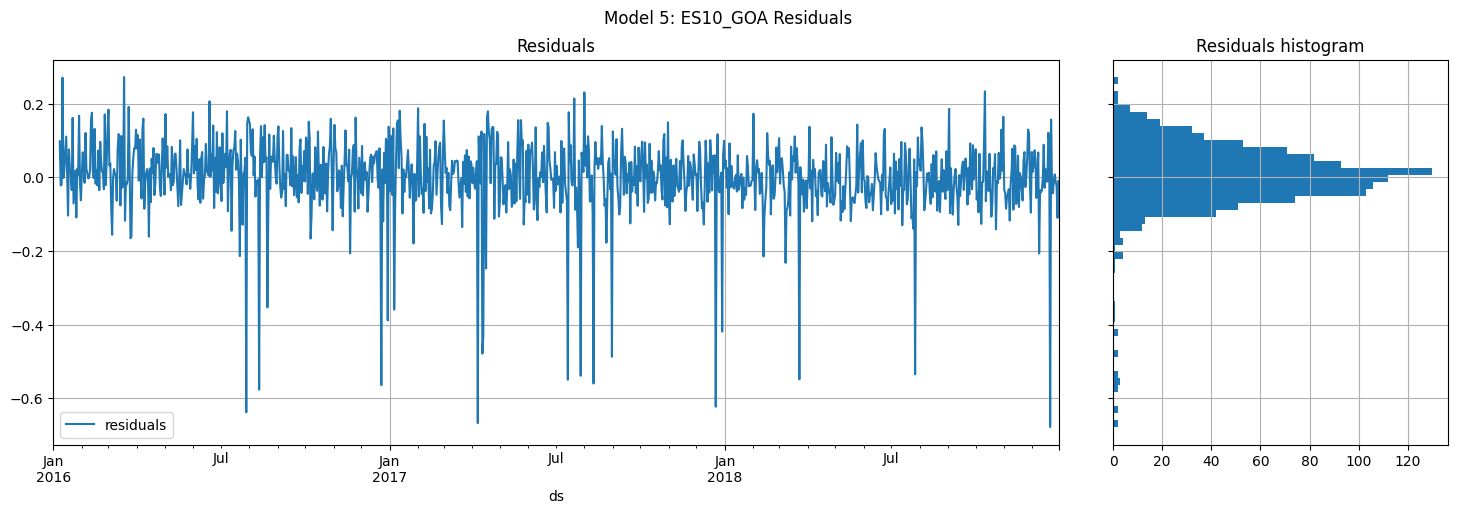 Model 5: ES10_GOA Residuals
Residuals
Residuals histogram
0.2
0.0
−0.2
−0.4
−0.6
residuals
Jan
2016
Jul
Jan
2017
Jul
Jan
2018
Jul
ds
0
20
40
60
80
100
120